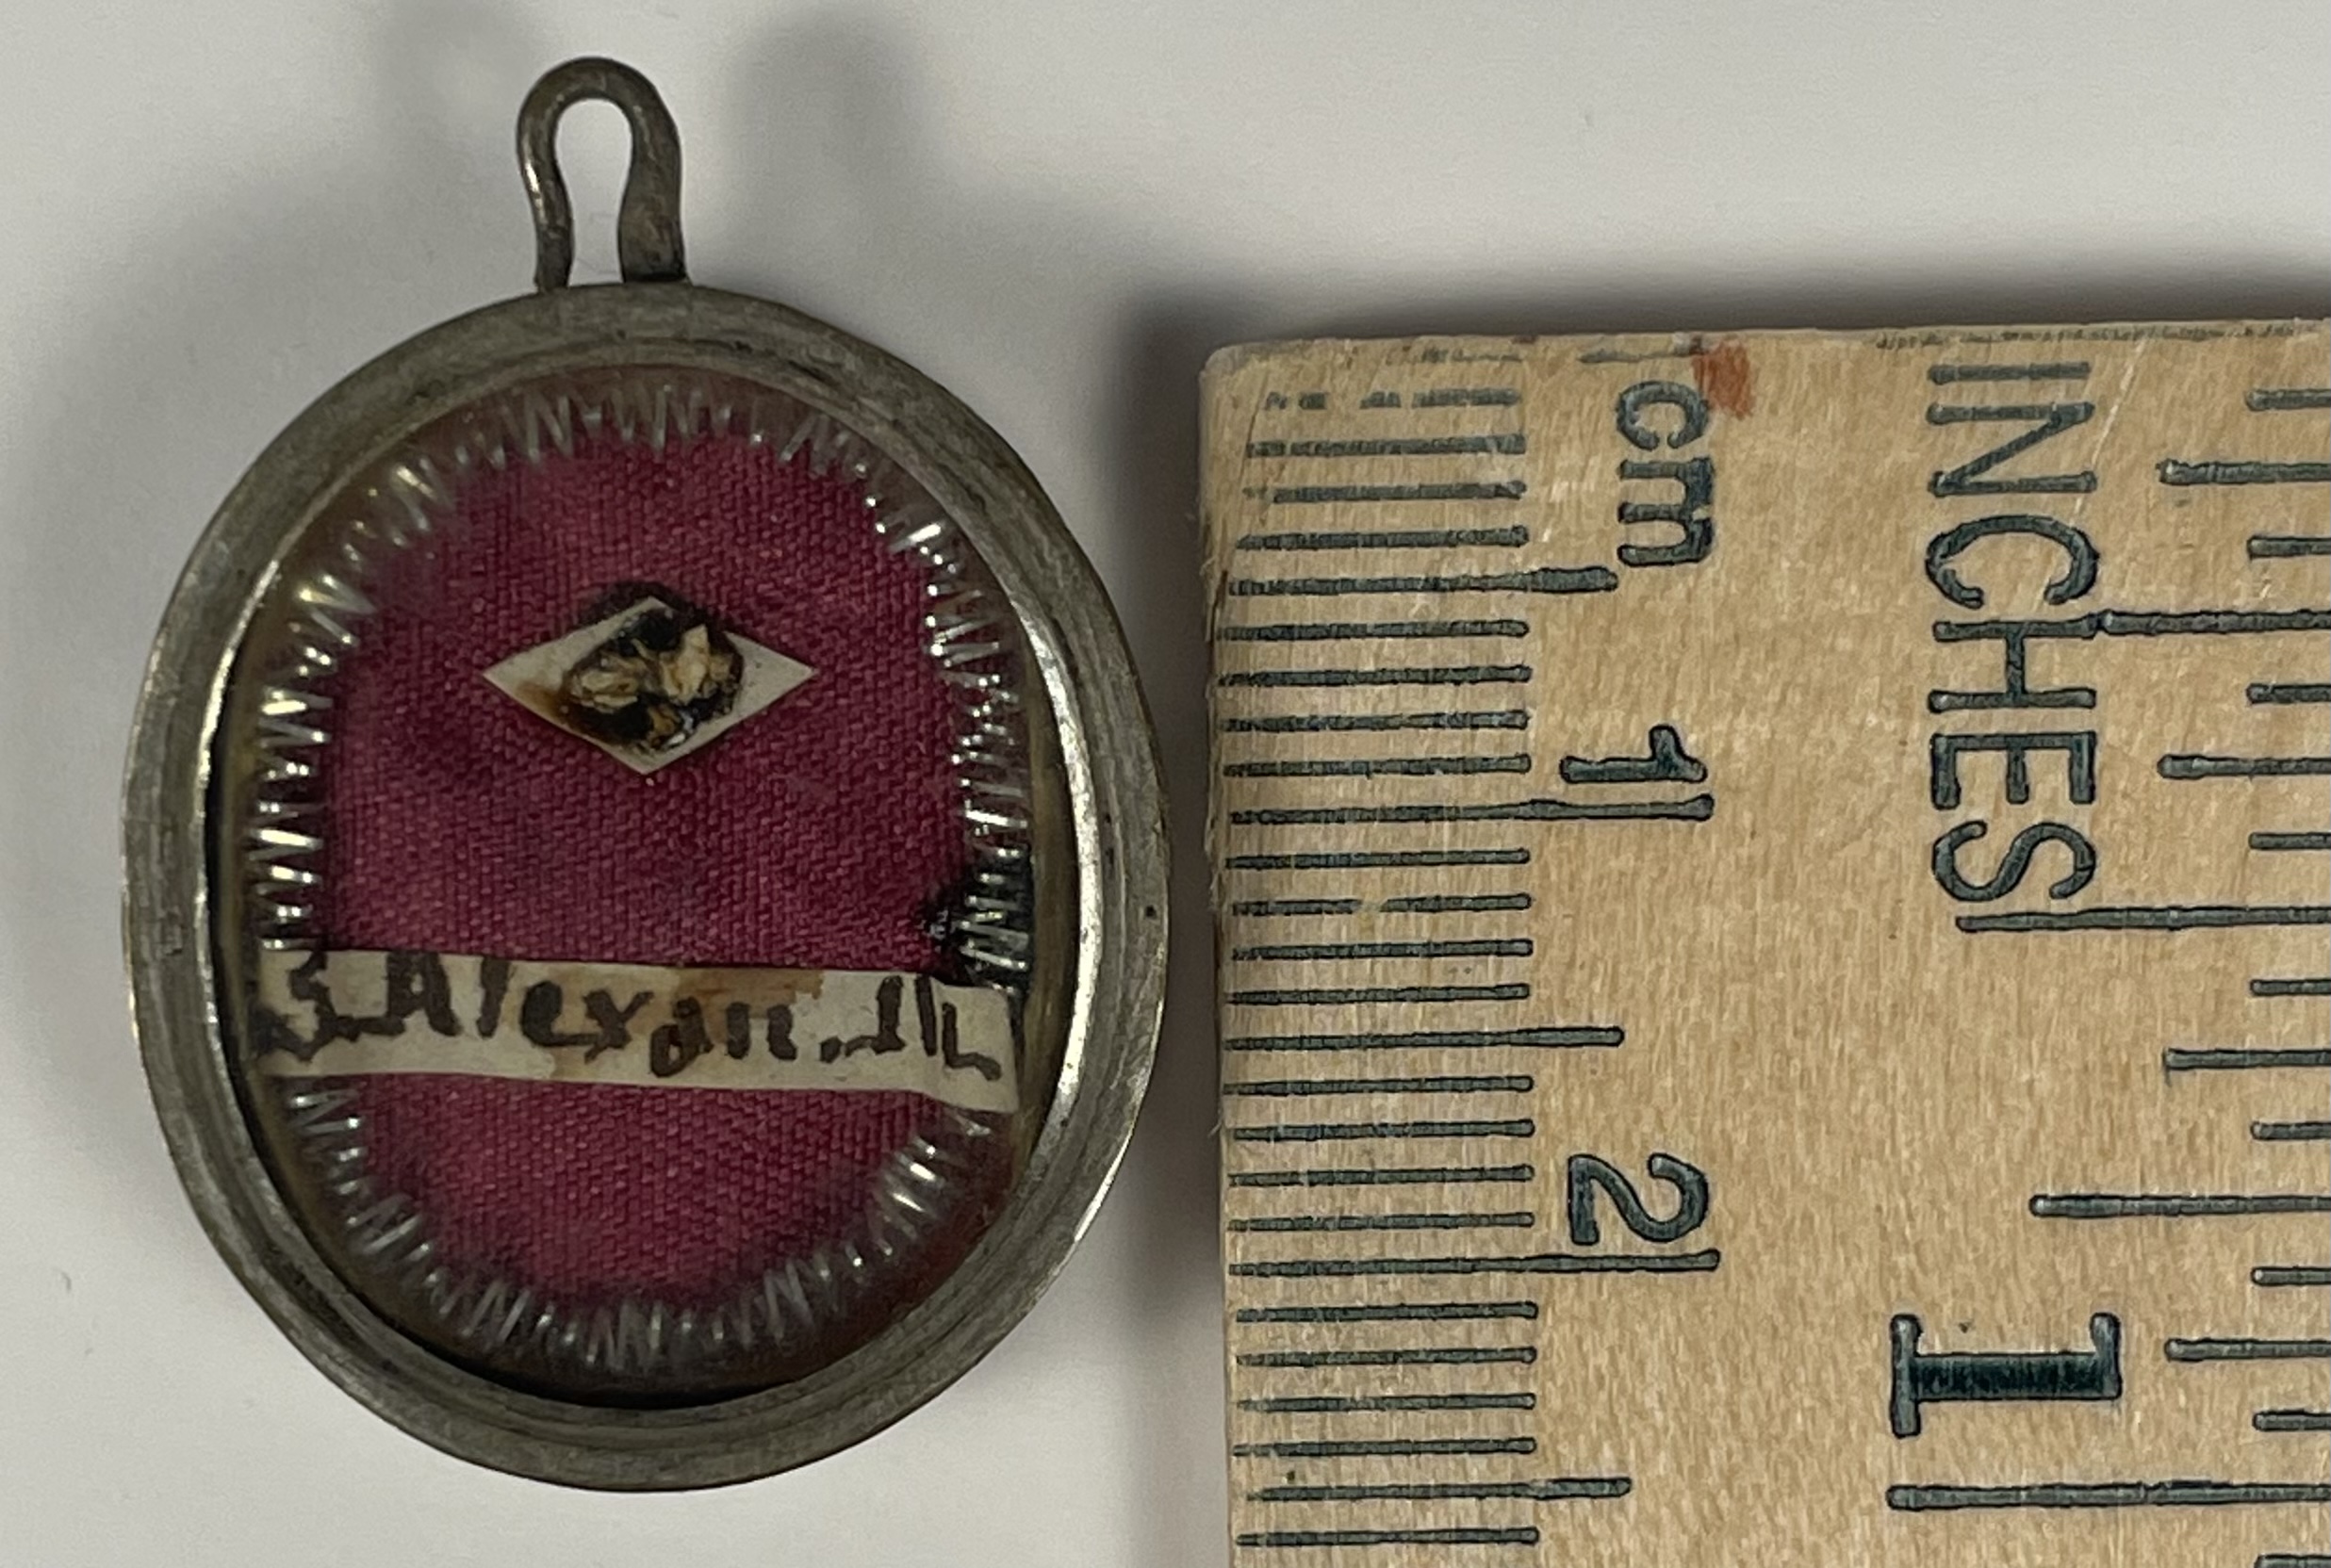 S. Alexan. M.
cm
1
2
INCHES
1